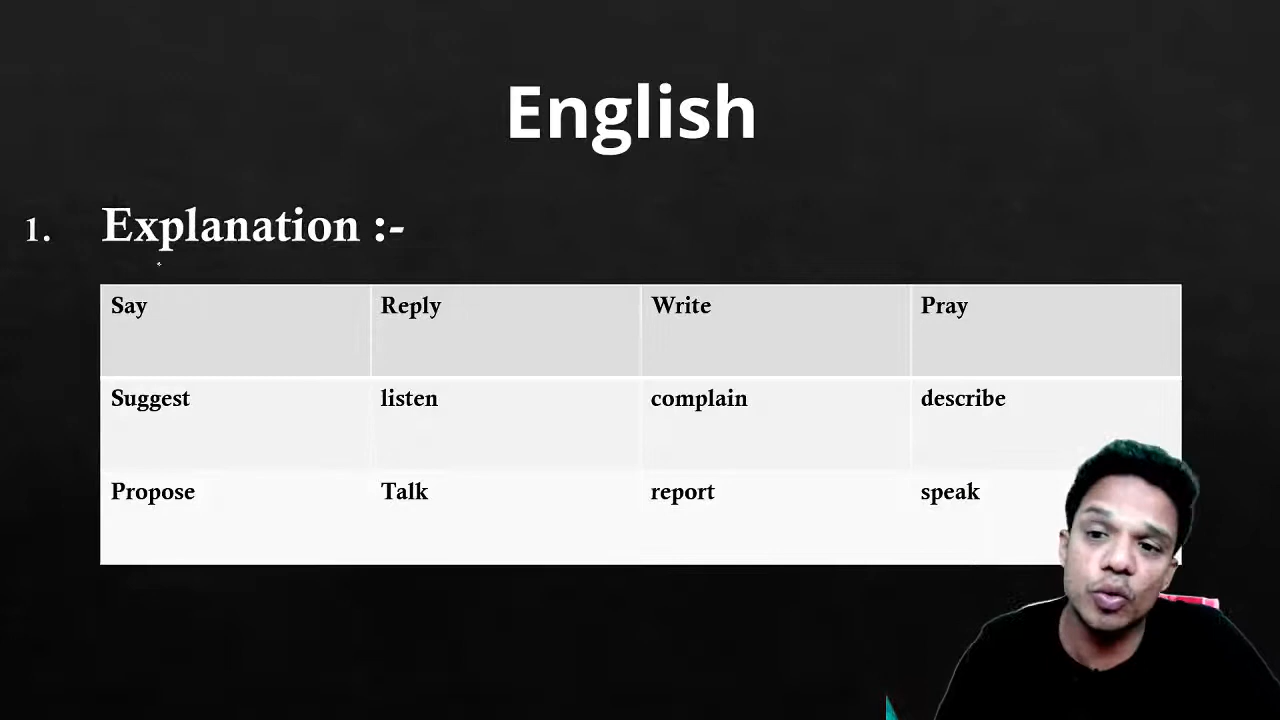 English
1. Explanation :-
Say Reply Write Pray
Suggest listen complain describe
Propose Talk report speak